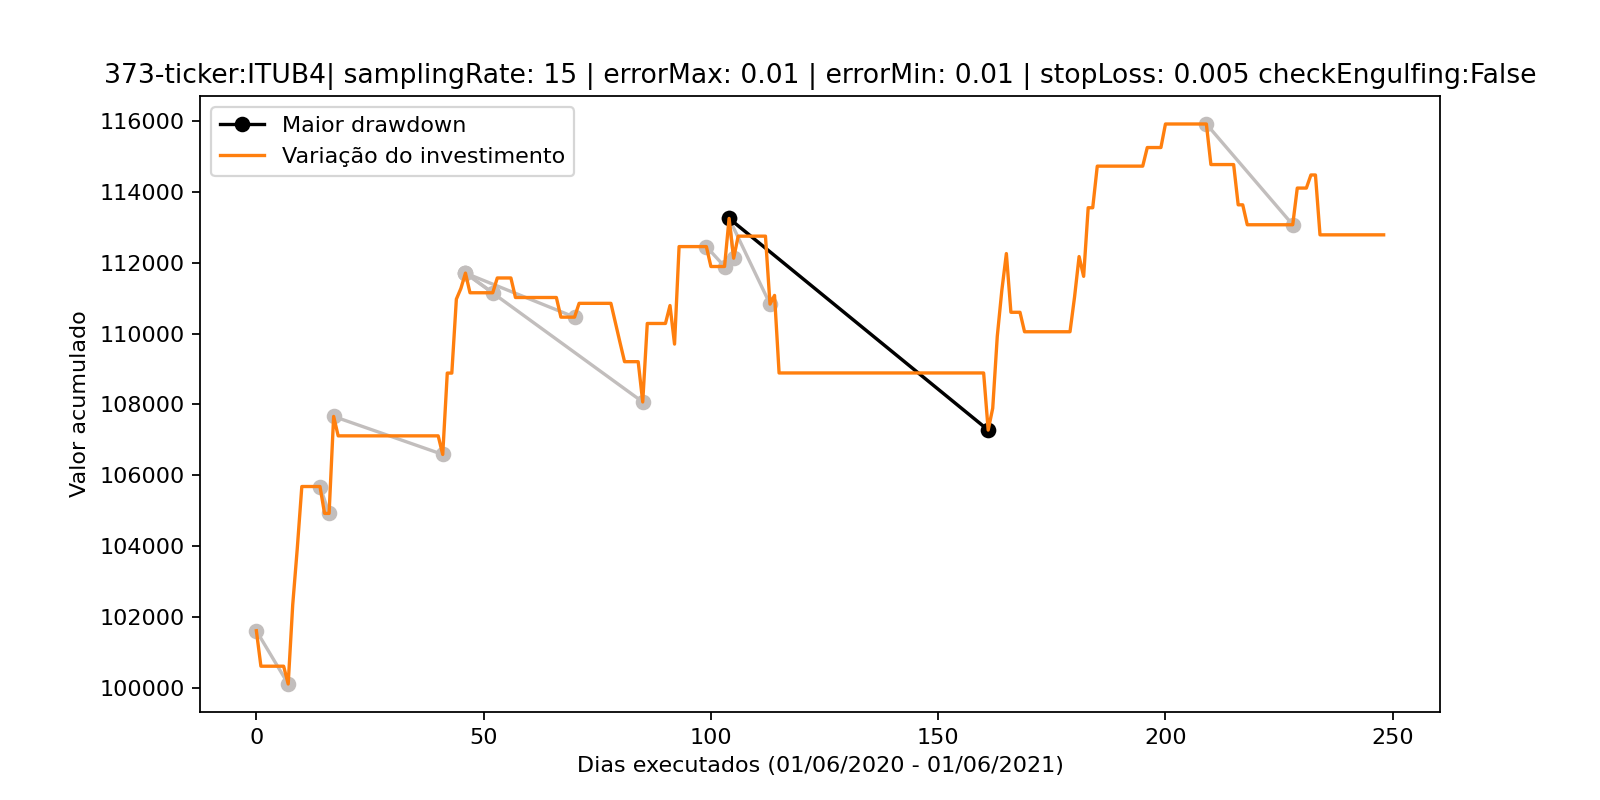 373-ticker:ITUB4| samplingRate: 15 | errorMax: 0.01 | errorMin: 0.01 | stopLoss: 0.005 checkEngulfing:False
Maior drawdown
Variação do investimento
116000
114000
112000
110000
108000
106000
104000
102000
100000
Valor acumulado
0 50 100 150 200 250
Dias executados (01/06/2020 - 01/06/2021)